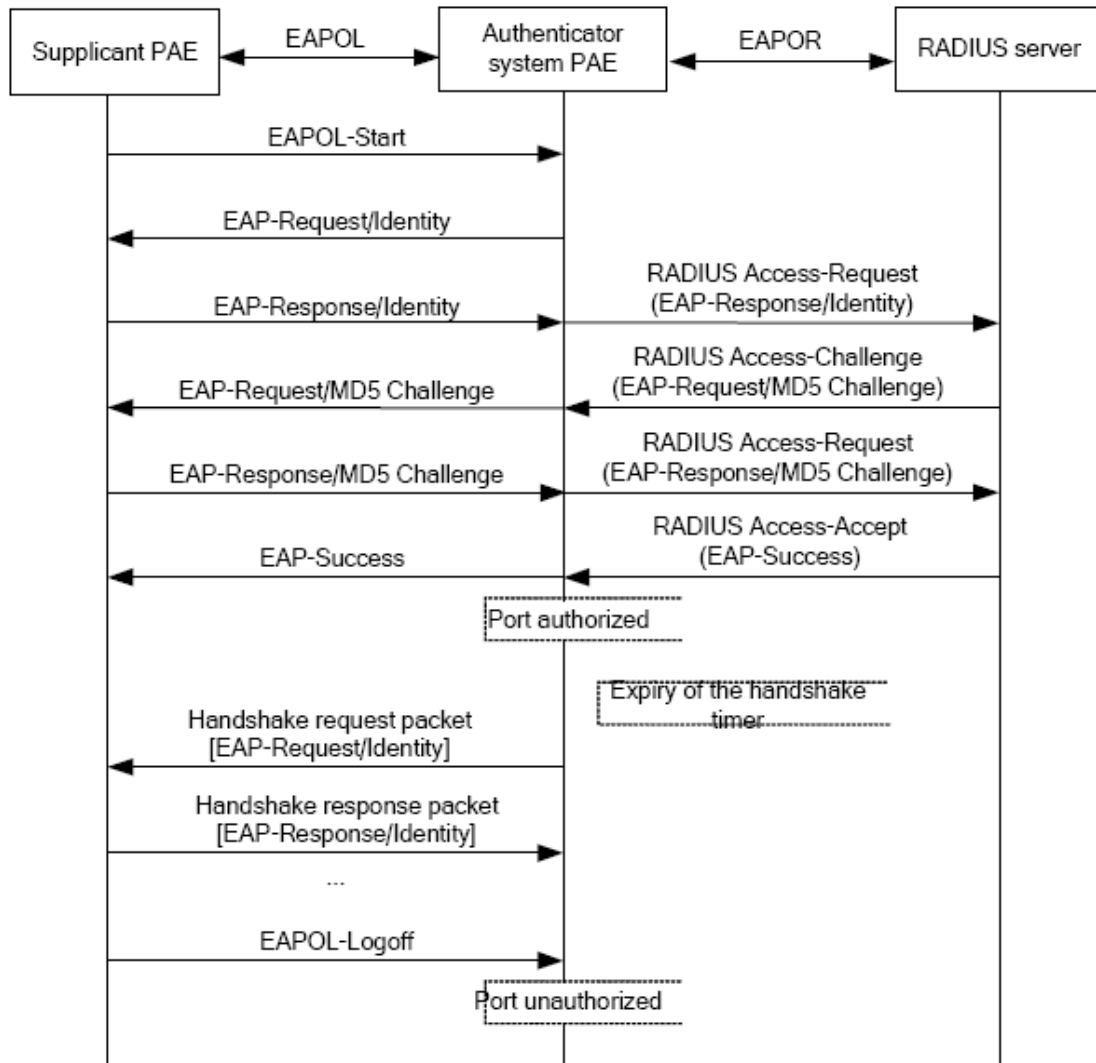 Supplicant PAE
EAPOL
Authenticator
system PAE
EAPOR
RADIUS server
EAPOL-Start
EAP-Request/Identity
EAP-Response/Identity
RADIUS Access-Request
(EAP-Response/Identity)
EAP-Request/MD5 Challenge
RADIUS Access-Challenge
(EAP-Request/MD5 Challenge)
EAP-Response/MD5 Challenge
RADIUS Access-Request
(EAP-Response/MD5 Challenge)
EAP-Success
RADIUS Access-Accept
(EAP-Success)
Port authorized
Expiry of the handshake
timer
Handshake request packet
[EAP-Request/Identity]
Handshake response packet
[EAP-Response/Identity]
...
EAPOL-Logoff
Port unauthorized